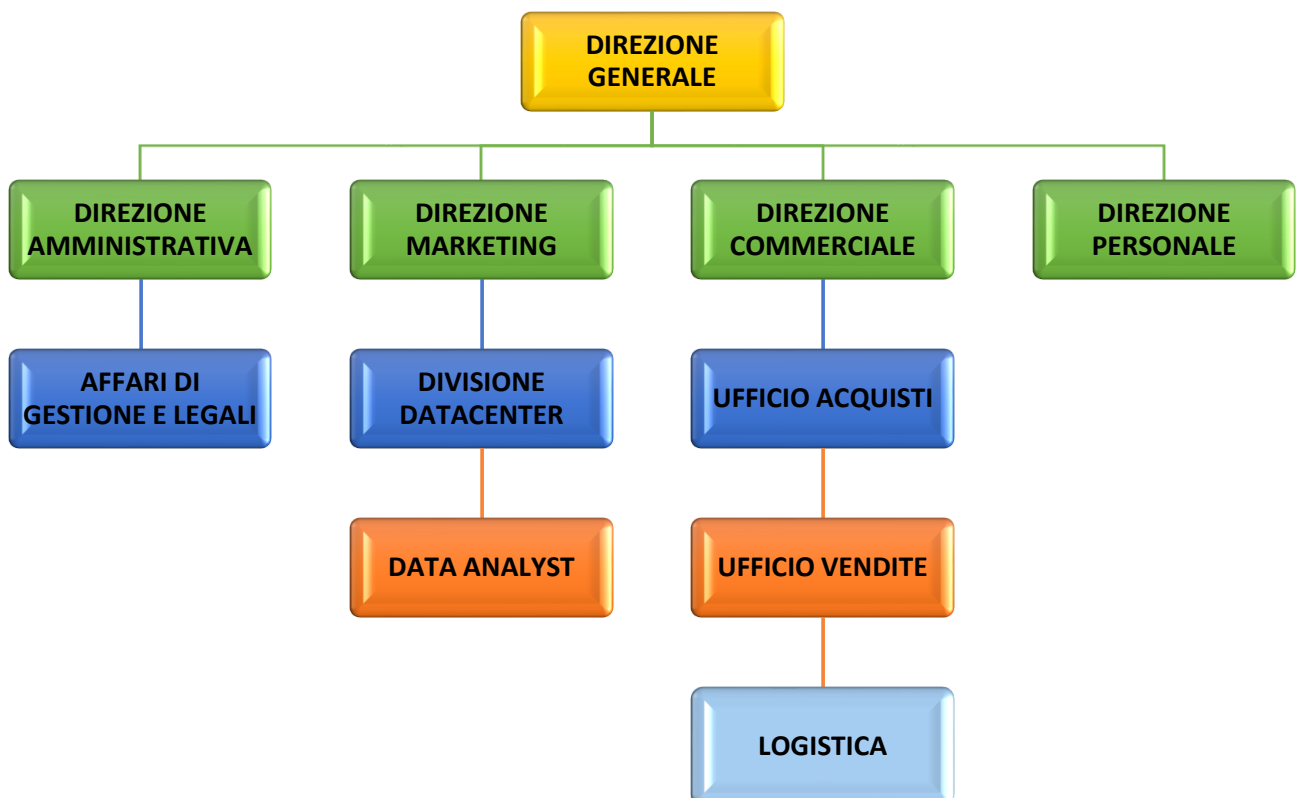 DIREZIONE
GENERALE
DIREZIONE
AMMINISTRATIVA
DIREZIONE
MARKETING
DIREZIONE
COMMERCIALE
DIREZIONE
PERSONALE
AFFARI DI
GESTIONE E LEGALI
DIVISIONE
DATACENTER
UFFICIO ACQUISTI
DATA ANALYST
UFFICIO VENDITE
LOGISTICA